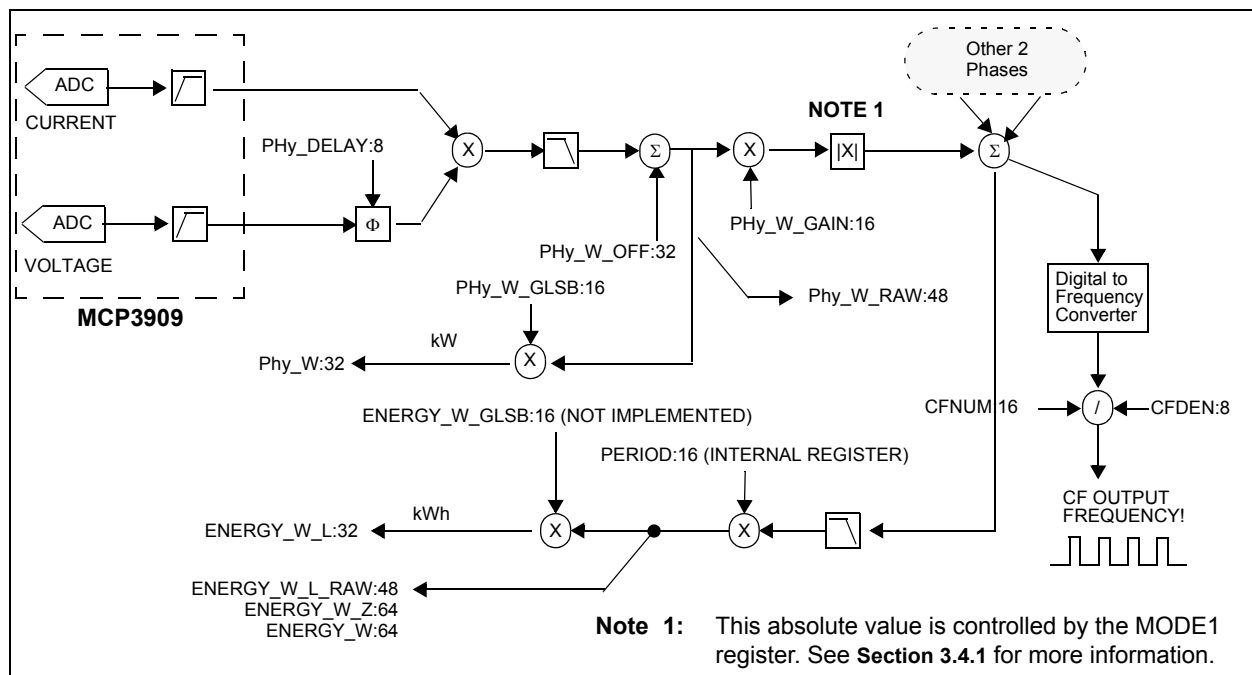 ADC
CURRENT
Other 2
Phases
NOTE 1
PHy_DELAY:8
X
Σ
X
|X|
Σ
ADC
VOLTAGE
Φ
PHy_W_GAIN:16
PHy_W_OFF:32
PHy_W_GLSB:16
Phy_W_RAW:48
MCP3909
Digital to
Frequency
Converter
kW
Phy_W:32
X
ENERGY_W_GLSB:16 (NOT IMPLEMENTED)
CFNUM:16
/
CFDEN:8
PERIOD:16 (INTERNAL REGISTER)
CF OUTPUT
FREQUENCY!
kWh
ENERGY_W_L:32
X
X
ENERGY_W_L_RAW:48
ENERGY_W_Z:64
ENERGY_W:64
Note 1: This absolute value is controlled by the MODE1
register. See Section 3.4.1 for more information.